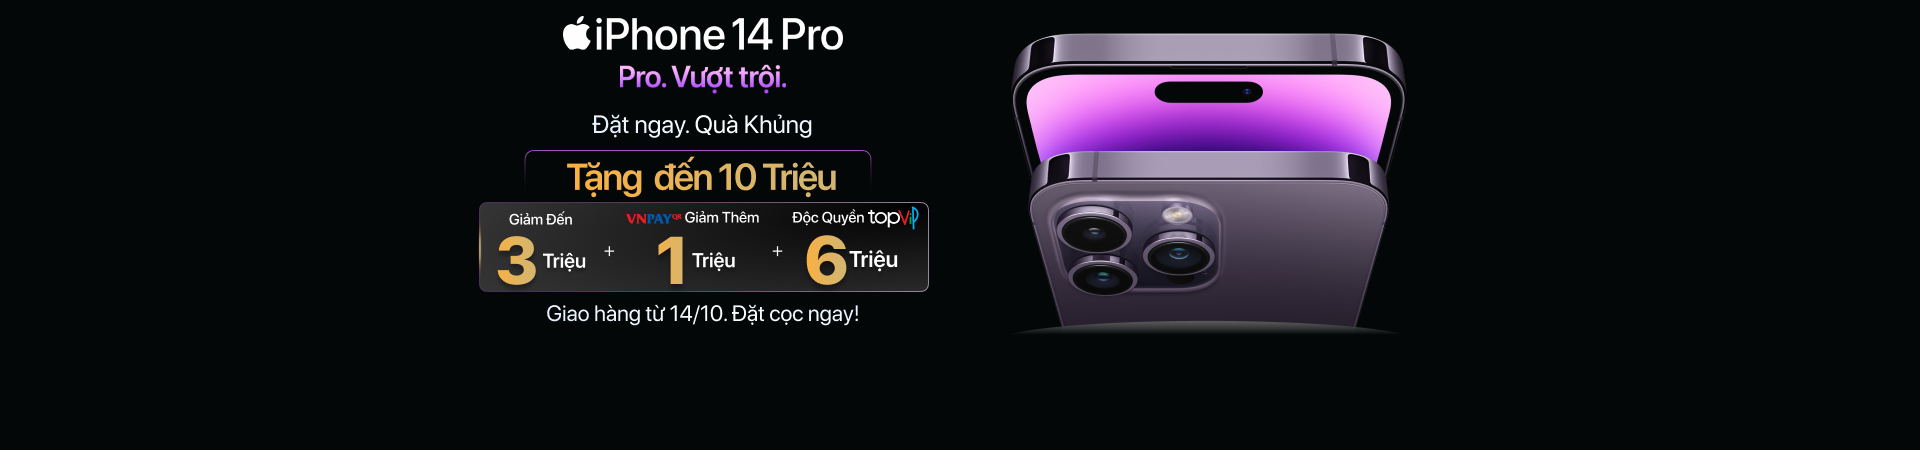 iPhone 14 Pro
Pro. Vượt trội.
Đặt ngay. Quà Khủng
Tặng đến 10 Triệu
Giảm Đến
3 Triệu
+
VNPAYQR Giảm Thêm
1 Triệu
+
Độc Quyền topVIP
6 Triệu
Giao hàng từ 14/10. Đặt cọc ngay!